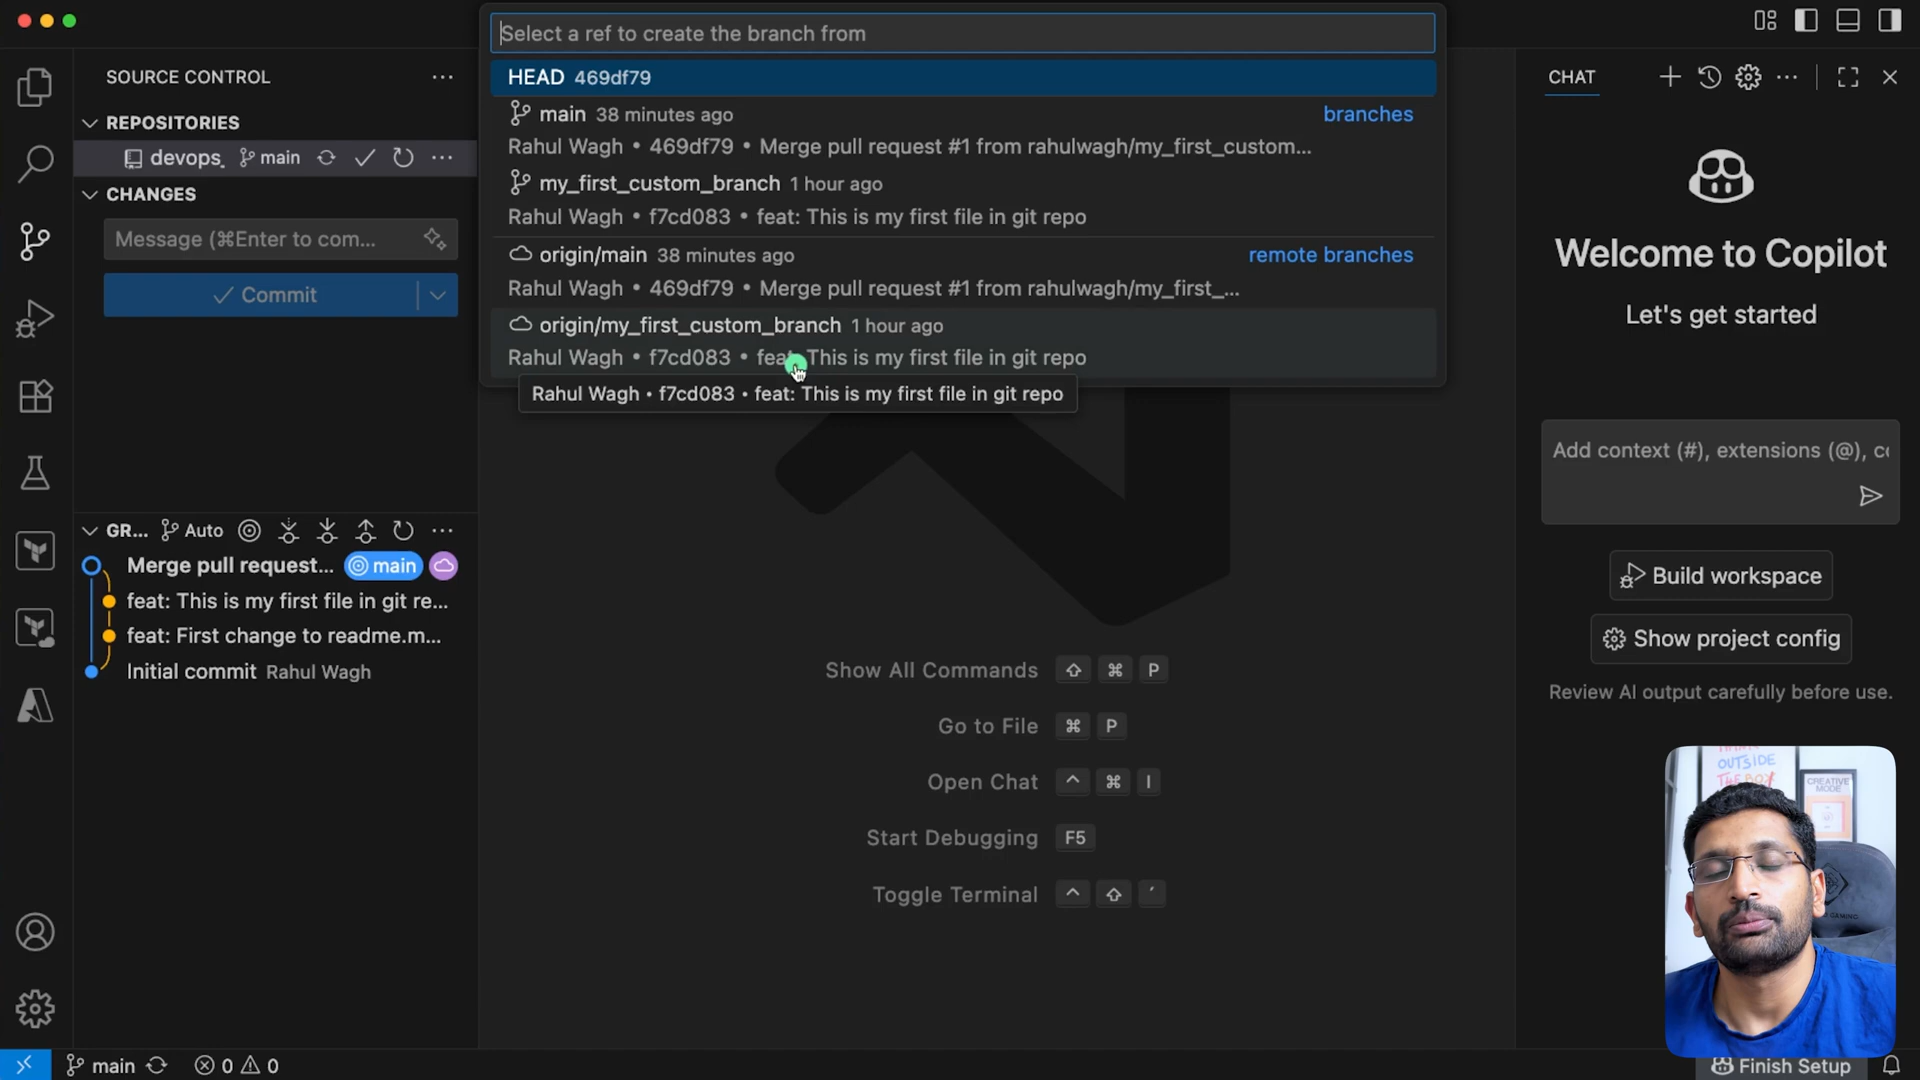 Select a ref to create the branch from
HEAD 469df79
main 38 minutes ago branches
Rahul Wagh • 469df79 • Merge pull request #1 from rahulwagh/my_first_custom...
my_first_custom_branch 1 hour ago
Rahul Wagh • f7cd083 • feat: This is my first file in git repo
origin/main 38 minutes ago remote branches
Rahul Wagh • 469df79 • Merge pull request #1 from rahulwagh/my_first_...
origin/my_first_custom_branch 1 hour ago
Rahul Wagh • f7cd083 • feat: This is my first file in git repo
Rahul Wagh • f7cd083 • feat: This is my first file in git repo
SOURCE CONTROL
REPOSITORIES
devops. main
CHANGES
Message (⌘Enter to com...
Commit
GR... Auto
Merge pull request... main
feat: This is my first file in git re...
feat: First change to readme.m...
Initial commit Rahul Wagh
Show All Commands ⇧ ⌘ P
Go to File ⌘ P
Open Chat ^ ⌘ I
Start Debugging F5
Toggle Terminal ^ ⇧ ´
CHAT
Welcome to Copilot
Let's get started
Add context (#), extensions (@), c
Build workspace
Show project config
Review AI output carefully before use.
OUTSIDE
THE BOX
CREATIVE
MODE
GAMING
main 0 0
Finish Setup